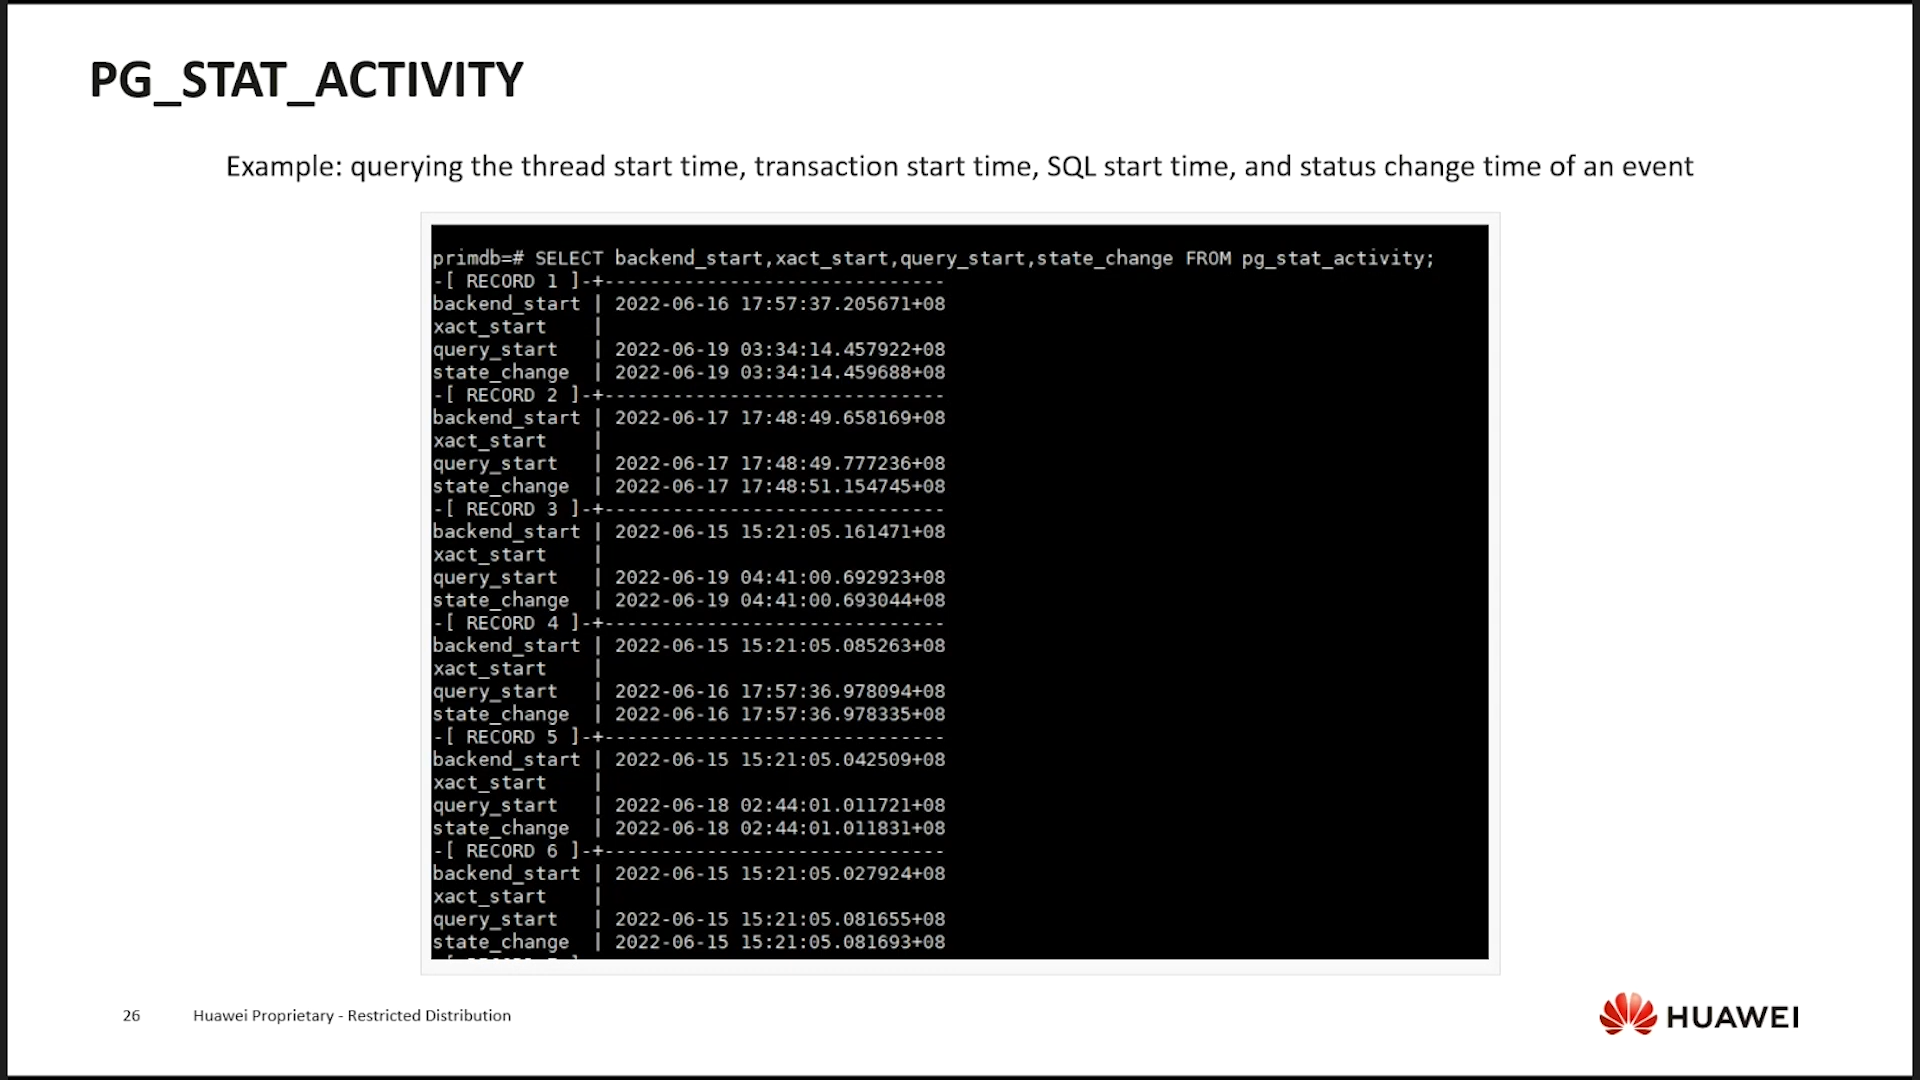 PG_STAT_ACTIVITY
Example: querying the thread start time, transaction start time, SQL start time, and status change time of an event
primdb=# SELECT backend_start,xact_start,query_start,state_change FROM pg_stat_activity;
-[ RECORD 1 ]-+------------------------------
backend_start | 2022-06-16 17:57:37.205671+08
xact_start    |
query_start   | 2022-06-19 03:34:14.457922+08
state_change  | 2022-06-19 03:34:14.459688+08
-[ RECORD 2 ]-+------------------------------
backend_start | 2022-06-17 17:48:49.658169+08
xact_start    |
query_start   | 2022-06-17 17:48:49.777236+08
state_change  | 2022-06-17 17:48:51.154745+08
-[ RECORD 3 ]-+------------------------------
backend_start | 2022-06-15 15:21:05.161471+08
xact_start    |
query_start   | 2022-06-19 04:41:00.692923+08
state_change  | 2022-06-19 04:41:00.693044+08
-[ RECORD 4 ]-+------------------------------
backend_start | 2022-06-15 15:21:05.085263+08
xact_start    |
query_start   | 2022-06-16 17:57:36.978094+08
state_change  | 2022-06-16 17:57:36.978335+08
-[ RECORD 5 ]-+------------------------------
backend_start | 2022-06-15 15:21:05.042509+08
xact_start    |
query_start   | 2022-06-18 02:44:01.011721+08
state_change  | 2022-06-18 02:44:01.011831+08
-[ RECORD 6 ]-+------------------------------
backend_start | 2022-06-15 15:21:05.027924+08
xact_start    |
query_start   | 2022-06-15 15:21:05.081655+08
state_change  | 2022-06-15 15:21:05.081693+08
26 Huawei Proprietary - Restricted Distribution
HUAWEI